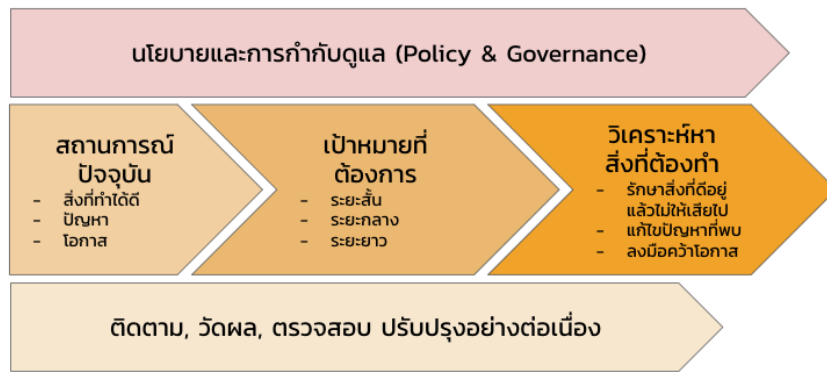 นโยบายและการกำกับดูแล (Policy & Governance)
สถานการณ์
ปัจจุบัน
- สิ่งที่ทำได้ดี
- ปัญหา
- โอกาส
เป้าหมายที่
ต้องการ
- ระยะสั้น
- ระยะกลาง
- ระยะยาว
วิเคราะห์หา
สิ่งที่ต้องทำ
- รักษาสิ่งที่ดีอยู่
แล้วไม่ให้เสียไป
- แก้ไขปัญหาที่พบ
- ลงมือคว้าโอกาส
ติดตาม, วัดผล, ตรวจสอบ ปรับปรุงอย่างต่อเนื่อง